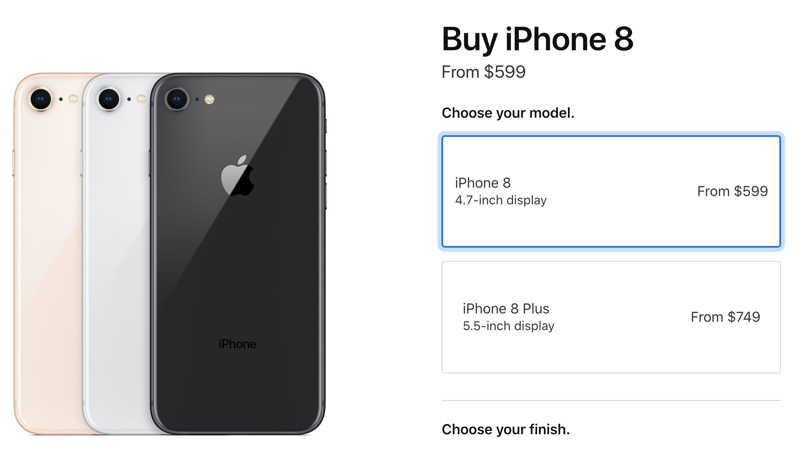 Buy iPhone 8
From $599
Choose your model.
iPhone 8
4.7-inch display
From $599
iPhone 8 Plus
5.5-inch display
From $749
Choose your finish.
iPhone